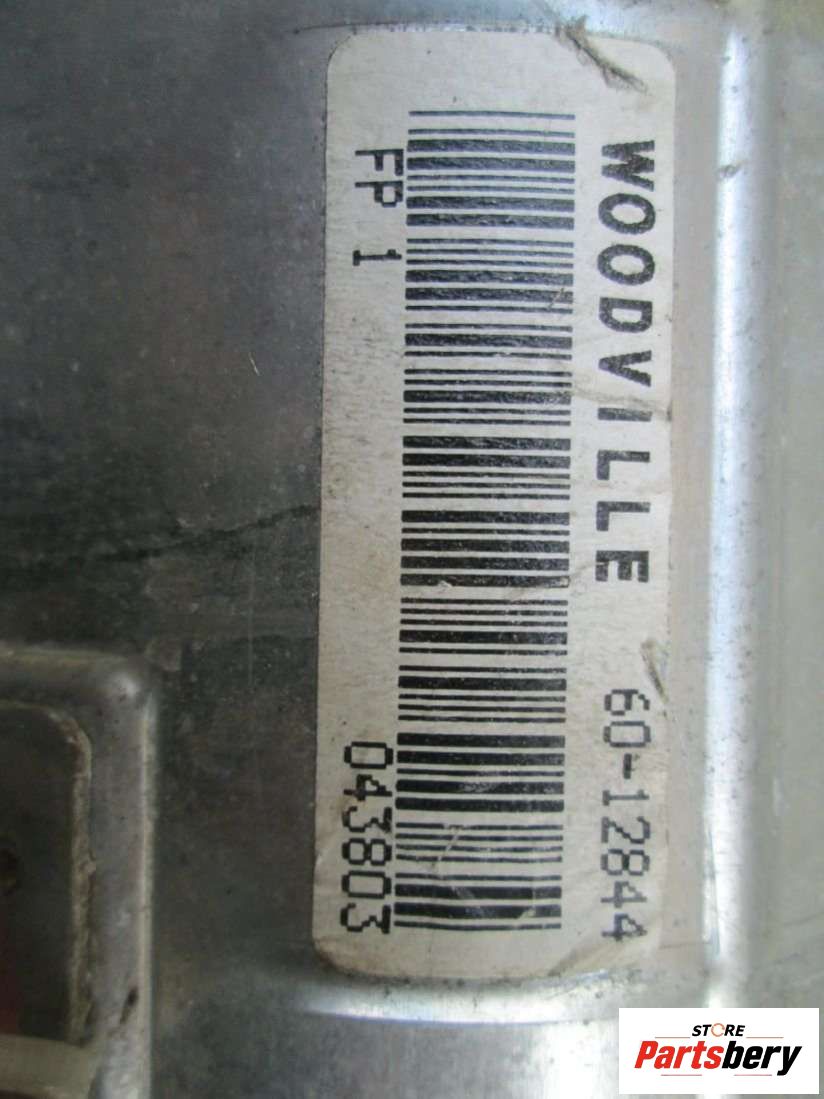 WOODVILLE 60-12844
FP 1 043803
STORE
Partsbery